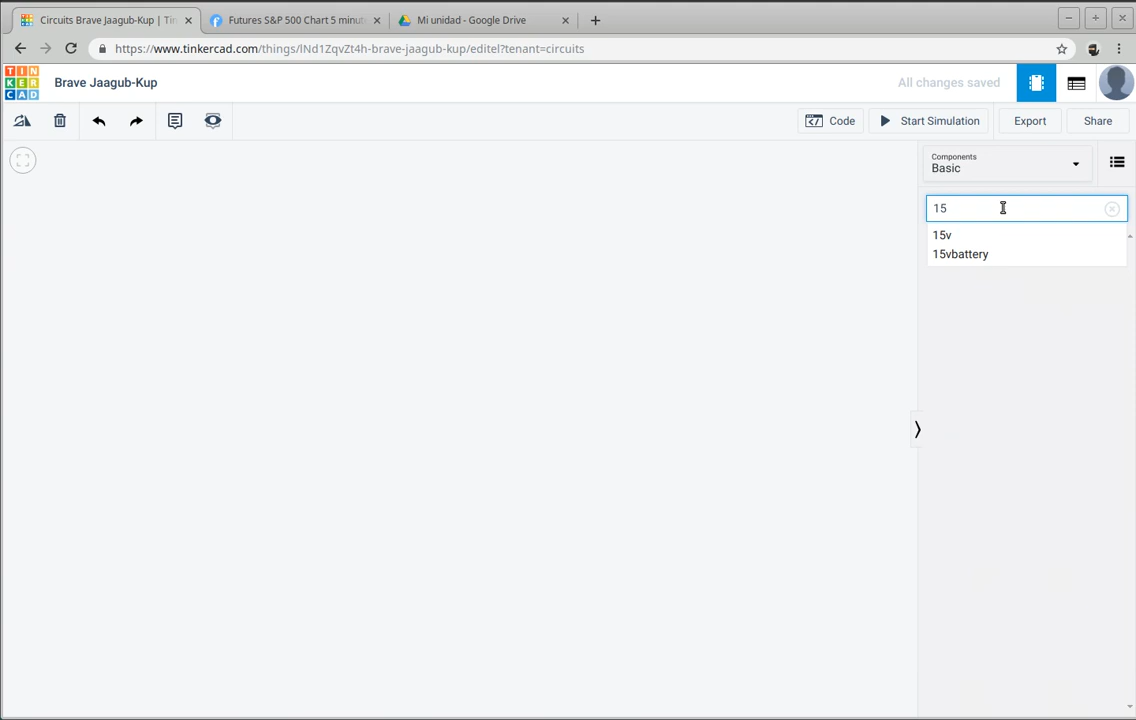 Circuits Brave Jaagub-Kup | Tin
Futures S&P 500 Chart 5 minut
Mi unidad - Google Drive
https://www.tinkercad.com/things/lNd1ZqvZt4h-brave-jaagub-kup/editel?tenant=circuits
TIN
KER
CAD
Brave Jaagub-Kup
All changes saved
Code
Start Simulation
Export
Share
Components
Basic
15
15v
15vbattery